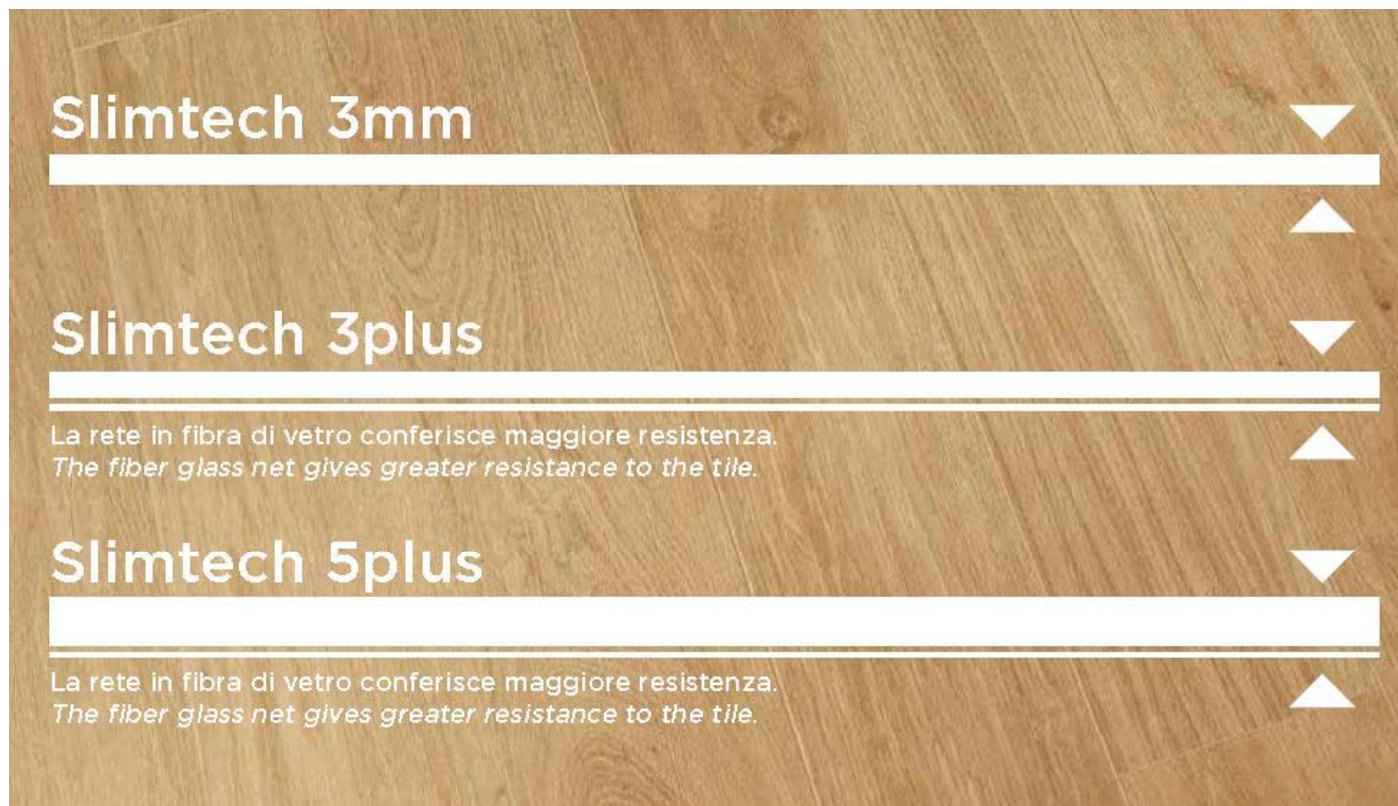 Slimtech 3mm
Slimtech 3plus
La rete in fibra di vetro conferisce maggiore resistenza.
The fiber glass net gives greater resistance to the tile.
Slimtech 5plus
La rete in fibra di vetro conferisce maggiore resistenza.
The fiber glass net gives greater resistance to the tile.